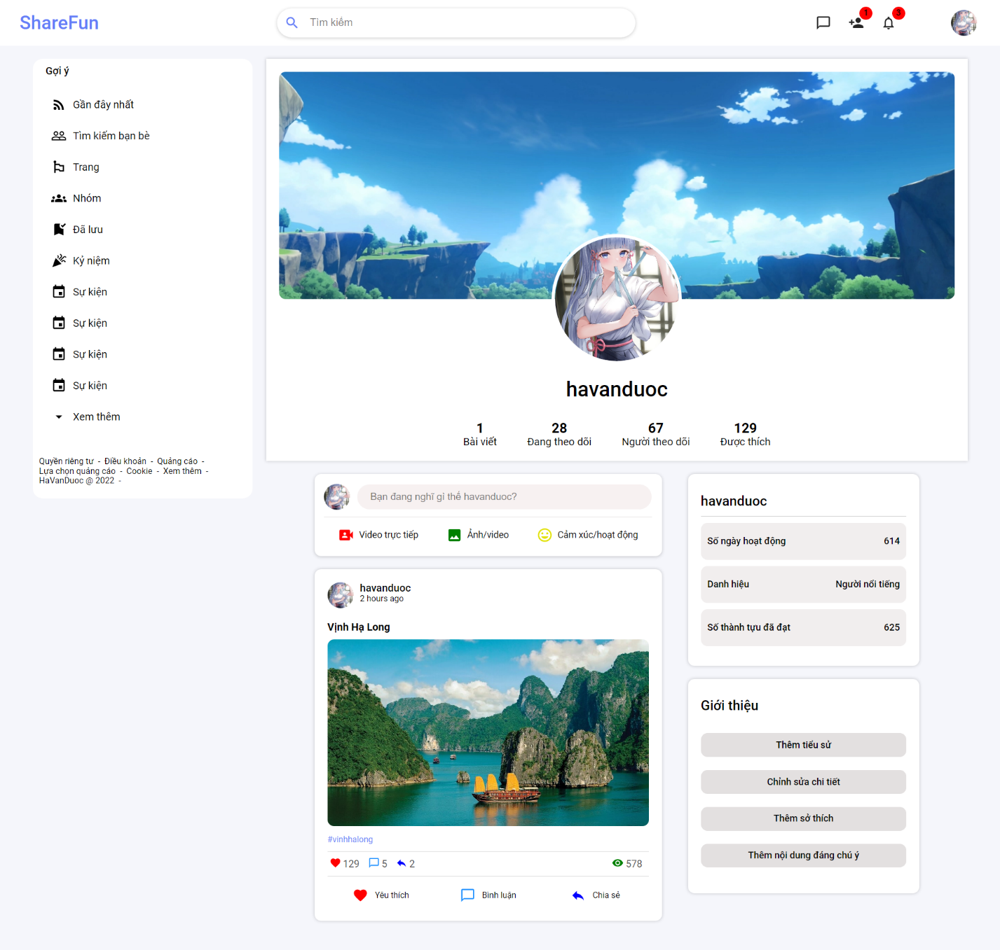 ShareFun
Tìm kiếm
1
3
Gợi ý
Gần đây nhất
Tìm kiếm bạn bè
Trang
Nhóm
Đã lưu
Kỷ niệm
Sự kiện
Sự kiện
Sự kiện
Sự kiện
Xem thêm
Quyền riêng tư - Điều khoản - Quảng cáo -
Lựa chọn quảng cáo - Cookie - Xem thêm -
HaVanDuoc @ 2022 -
havanduoc
1 28 67 129
Bài viết Đang theo dõi Người theo dõi Được thích
Bạn đang nghĩ gì thế havanduoc?
Video trực tiếp Ảnh/video Cảm xúc/hoạt động
havanduoc
2 hours ago
Vịnh Hạ Long
#vinhhalong
129 5 2 578
Yêu thích Bình luận Chia sẻ
havanduoc
Số ngày hoạt động 614
Danh hiệu Người nổi tiếng
Số thành tựu đã đạt 625
Giới thiệu
Thêm tiểu sử
Chỉnh sửa chi tiết
Thêm sở thích
Thêm nội dung đáng chú ý